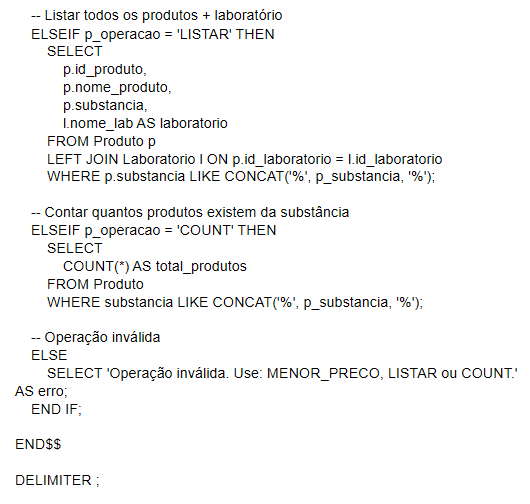 -- Listar todos os produtos + laboratório
ELSEIF p_operacao = 'LISTAR' THEN
SELECT
p.id_produto,
p.nome_produto,
p.substancia,
l.nome_lab AS laboratorio
FROM Produto p
LEFT JOIN Laboratorio l ON p.id_laboratorio = l.id_laboratorio
WHERE p.substancia LIKE CONCAT('%', p_substancia, '%');
-- Contar quantos produtos existem da substância
ELSEIF p_operacao = 'COUNT' THEN
SELECT
COUNT(*) AS total_produtos
FROM Produto
WHERE substancia LIKE CONCAT('%', p_substancia, '%');
-- Operação inválida
ELSE
SELECT 'Operação inválida. Use: MENOR_PRECO, LISTAR ou COUNT.'
AS erro;
END IF;
END$$
DELIMITER ;